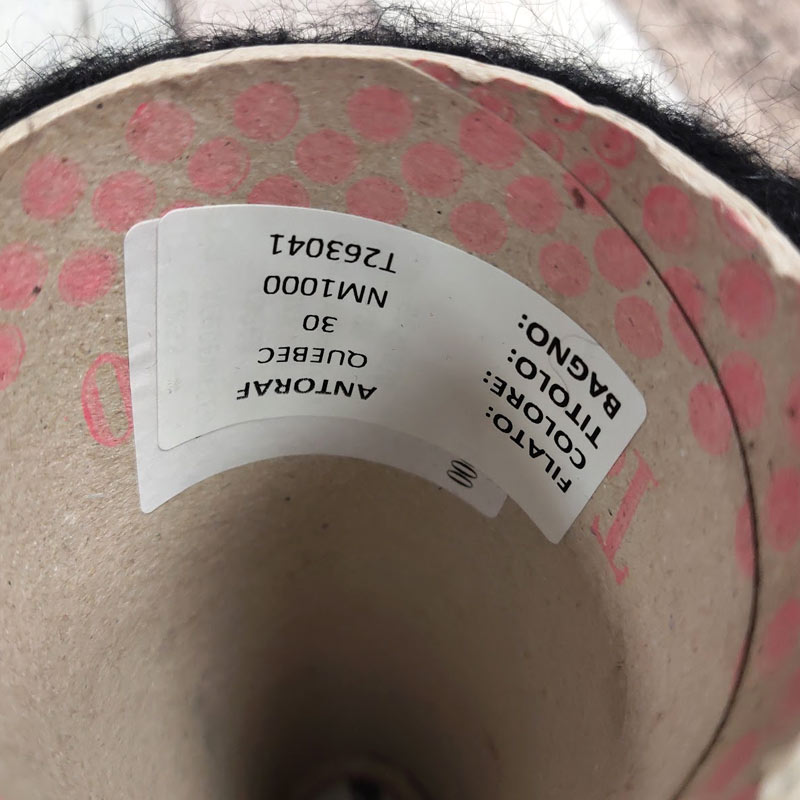 FILATO: ANTORAF
COLORE: QUEBEC
30
TITOLO: NM1000
BAGNO: T263041